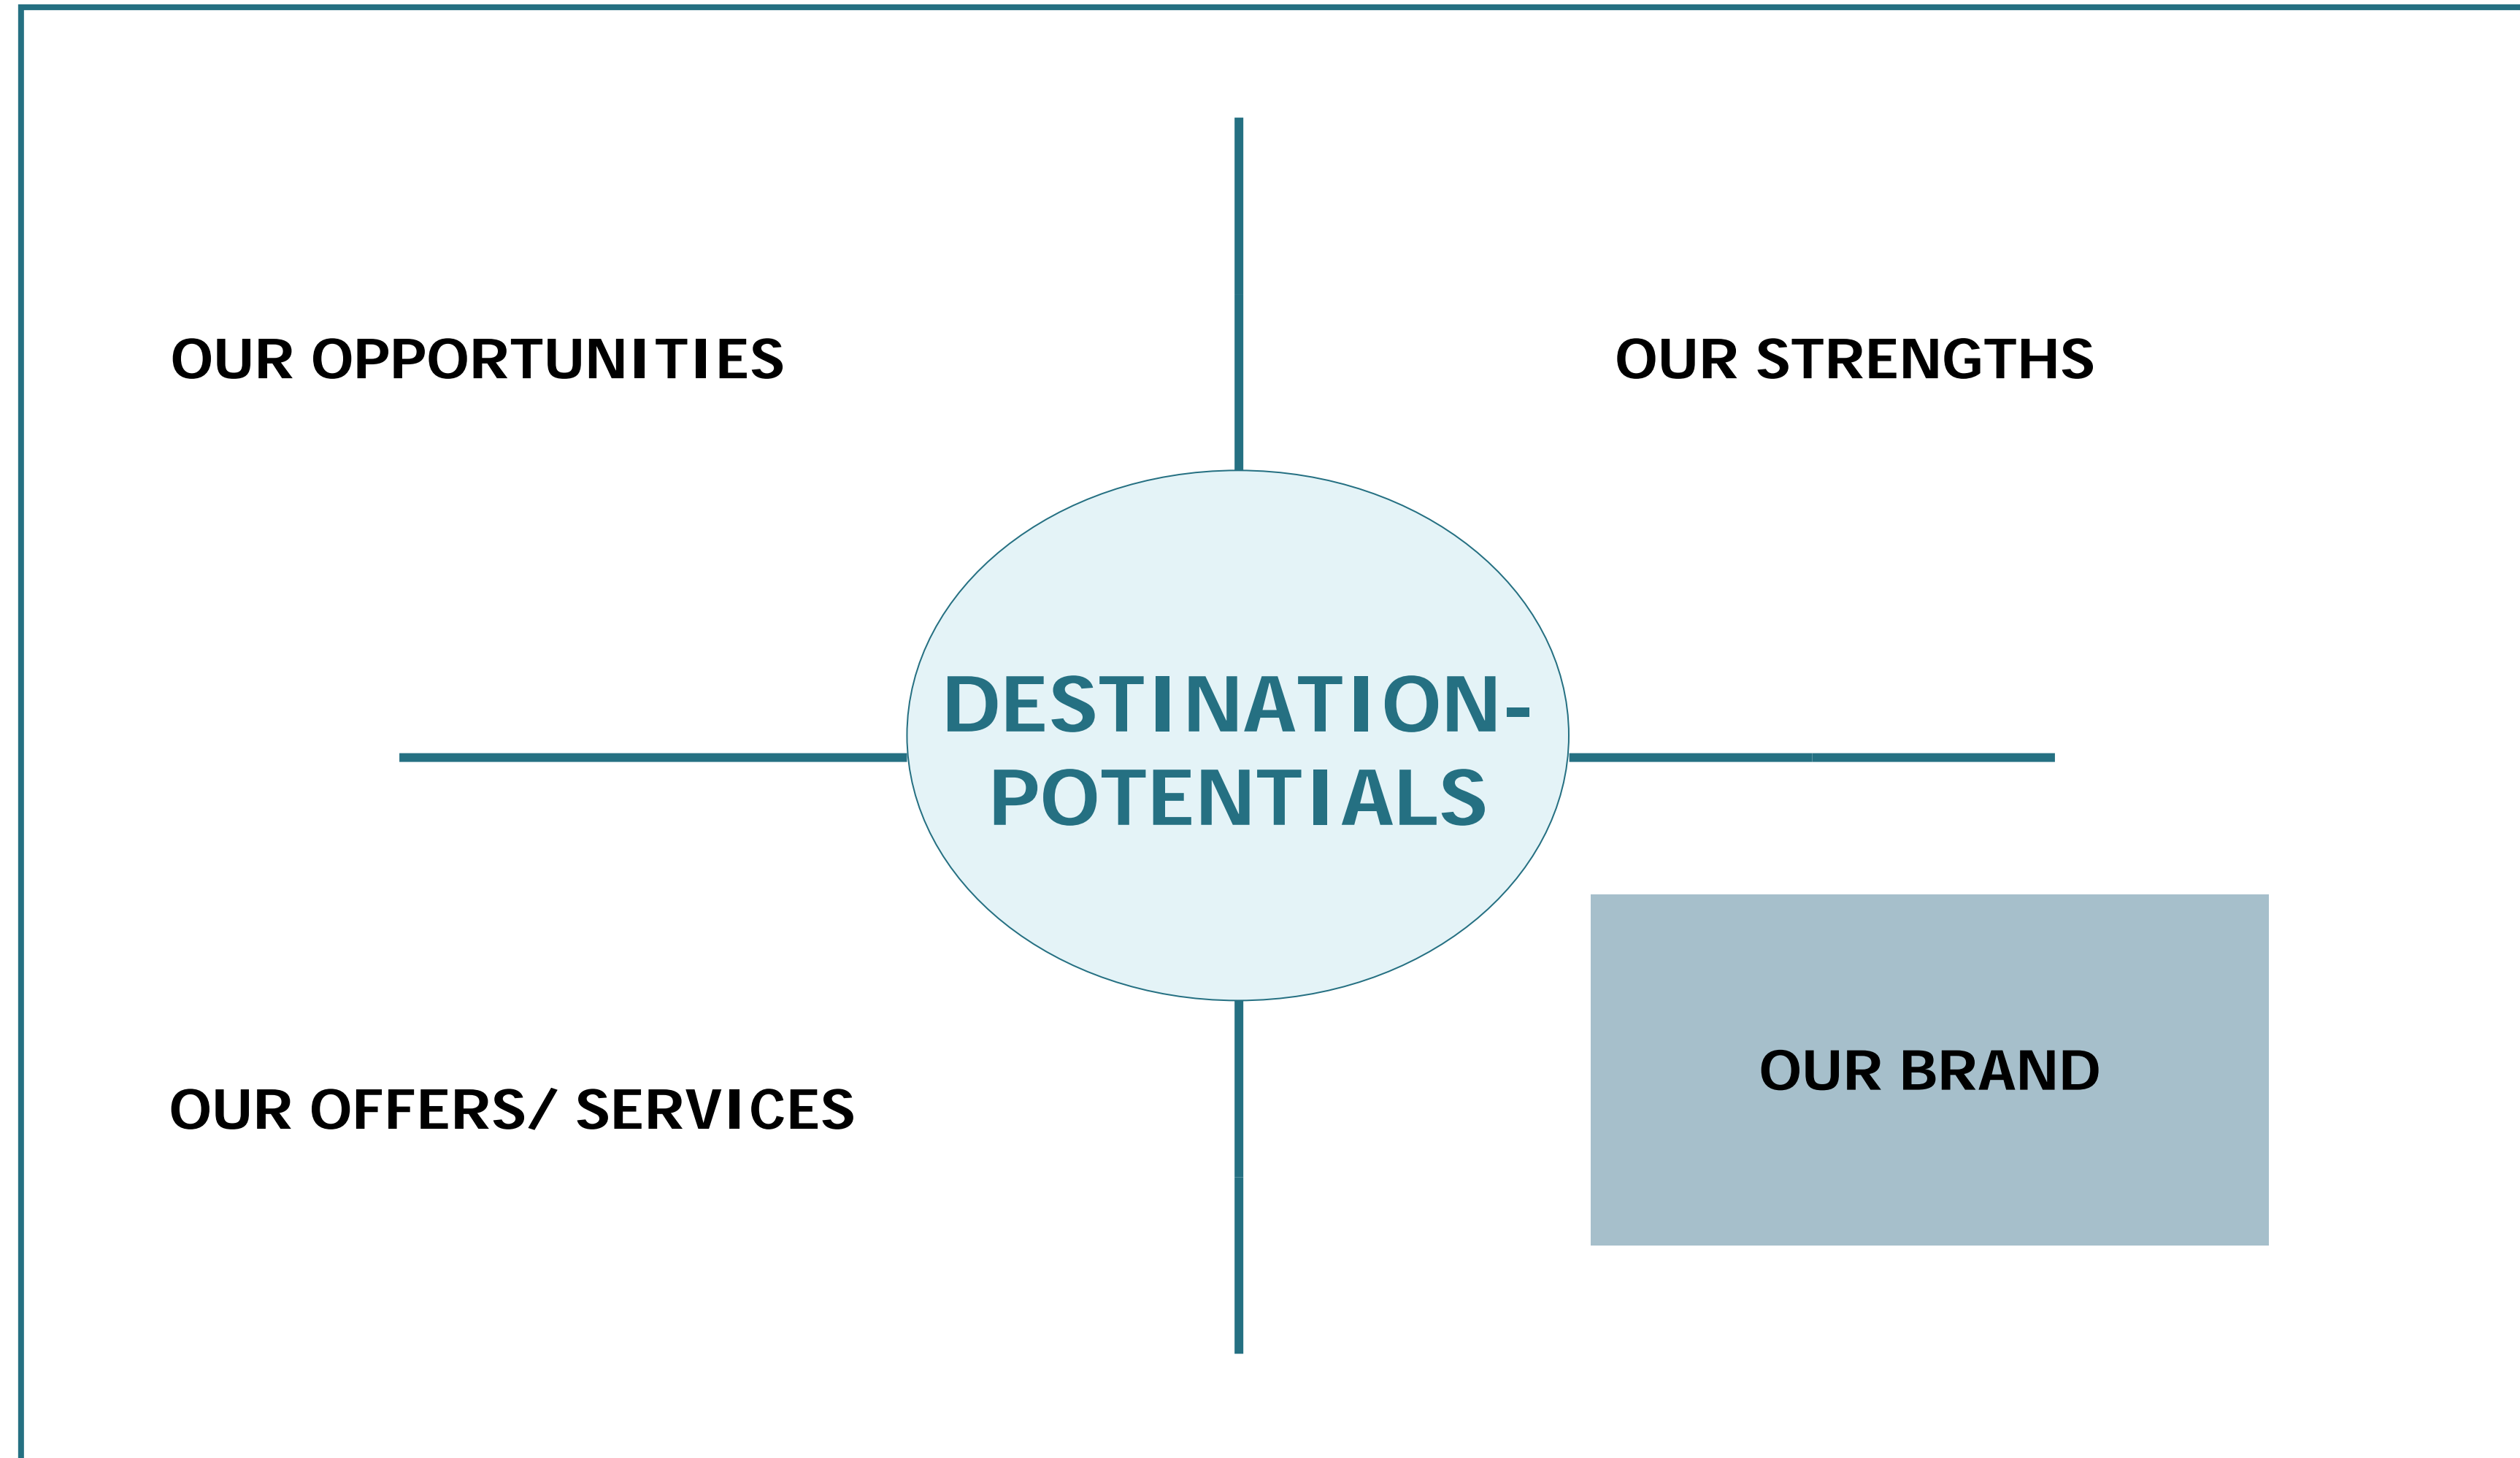 OUR OPPORTUNITIES
OUR STRENGTHS
DESTINATION-
POTENTIALS
OUR OFFERS/ SERVICES
OUR BRAND